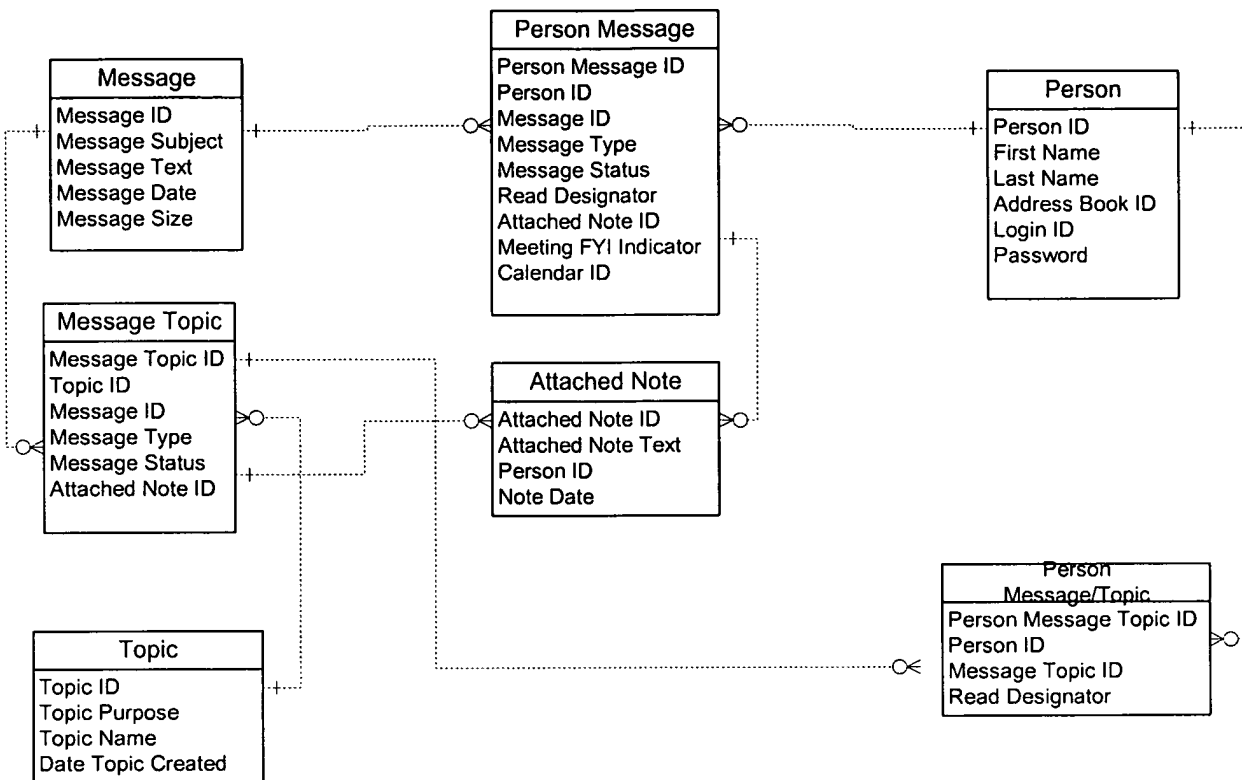 Message
Message ID
Message Subject
Message Text
Message Date
Message Size
Person Message
Person Message ID
Person ID
Message ID
Message Type
Message Status
Read Designator
Attached Note ID
Meeting FYI Indicator
Calendar ID
Person
Person ID
First Name
Last Name
Address Book ID
Login ID
Password
Message Topic
Message Topic ID
Topic ID
Message ID
Message Type
Message Status
Attached Note ID
Attached Note
Attached Note ID
Attached Note Text
Person ID
Note Date
Person
Message/Topic
Person Message Topic ID
Person ID
Message Topic ID
Read Designator
Topic
Topic ID
Topic Purpose
Topic Name
Date Topic Created